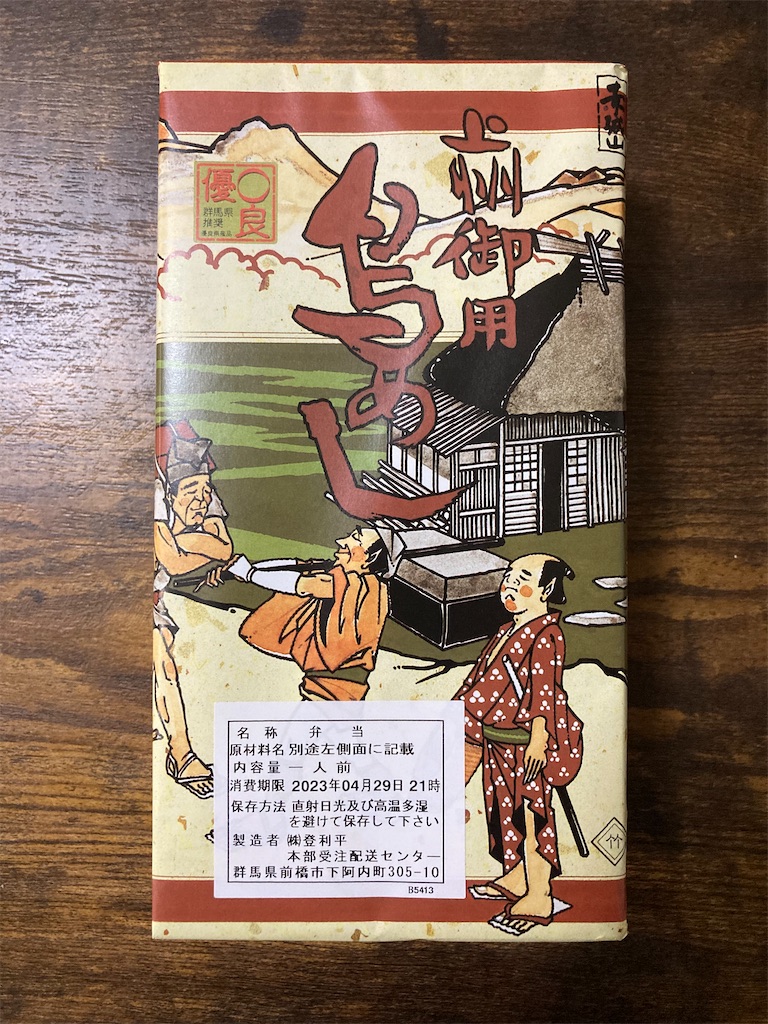 赤城山
上州御用
鳥めし
優良
群馬県
推奨
優良県産品
名称 弁当
原材料名 別途左側面に記載
内容量 一人前
消費期限 2023年04月29日 21時
保存方法 直射日光及び高温多湿
を避けて保存して下さい
製造者 ㈱登利平
本部受注配送センター
群馬県前橋市下阿内町305-10
B5413
竹